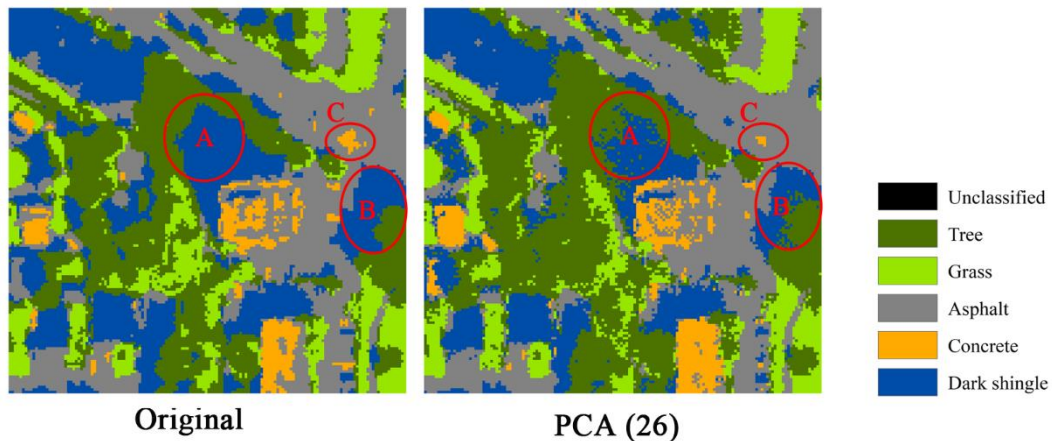 A
C
B
Original
A
C
B
PCA (26)
Unclassified
Tree
Grass
Asphalt
Concrete
Dark shingle